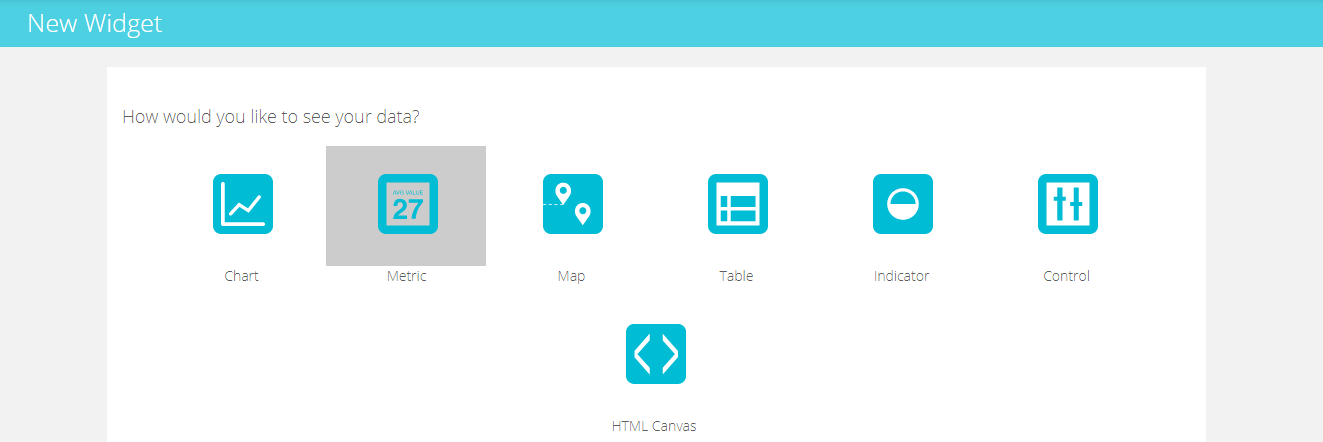 New Widget
How would you like to see your data?
AVG VALUE
27
Chart Metric Map Table Indicator Control
HTML Canvas